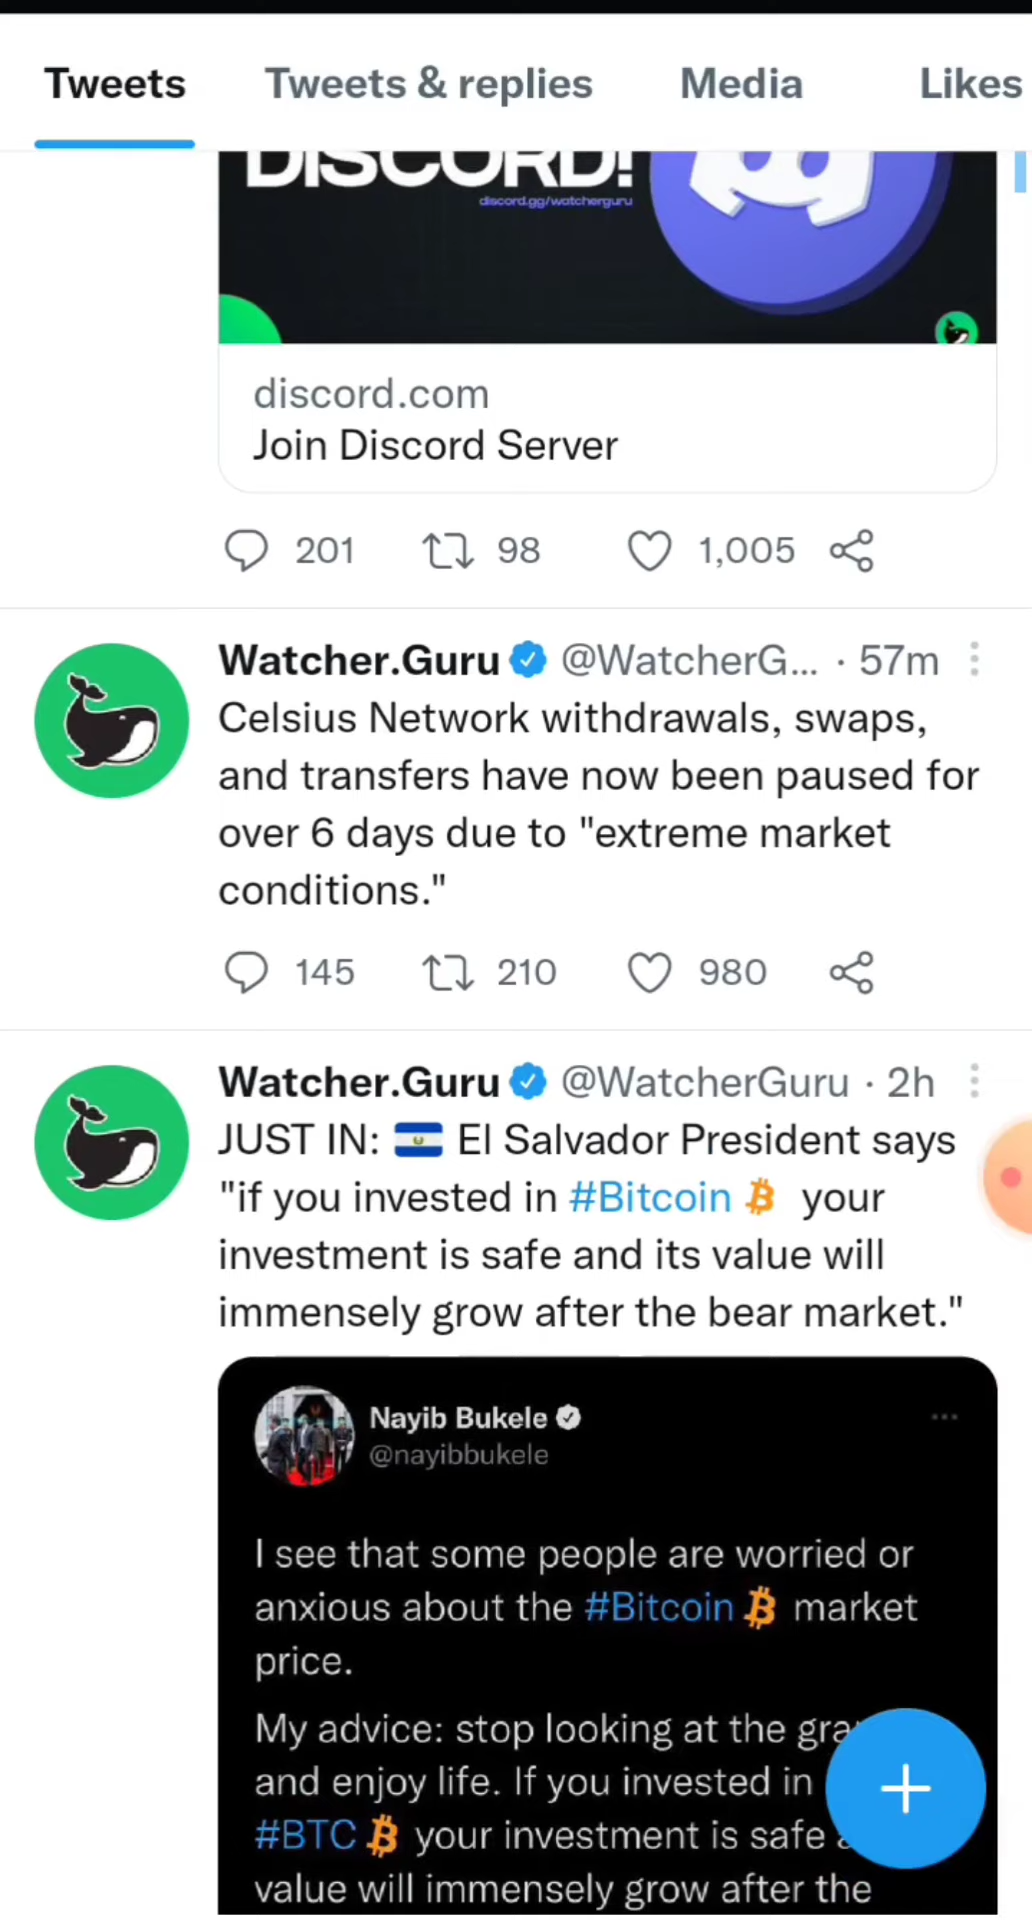 Tweets Tweets & replies Media Likes
DISCORD!
discord.gg/watcherguru
discord.com
Join Discord Server
201 98 1,005
Watcher.Guru @WatcherG... · 57m
Celsius Network withdrawals, swaps,
and transfers have now been paused for
over 6 days due to "extreme market
conditions."
145 210 980
Watcher.Guru @WatcherGuru · 2h
JUST IN: 🇸🇻 El Salvador President says
"if you invested in #Bitcoin ₿ your
investment is safe and its value will
immensely grow after the bear market."
Nayib Bukele
@nayibbukele
I see that some people are worried or
anxious about the #Bitcoin ₿ market
price.
My advice: stop looking at the
and enjoy life. If you invested in
#BTC ₿ your investment is safe
value will immensely grow after the